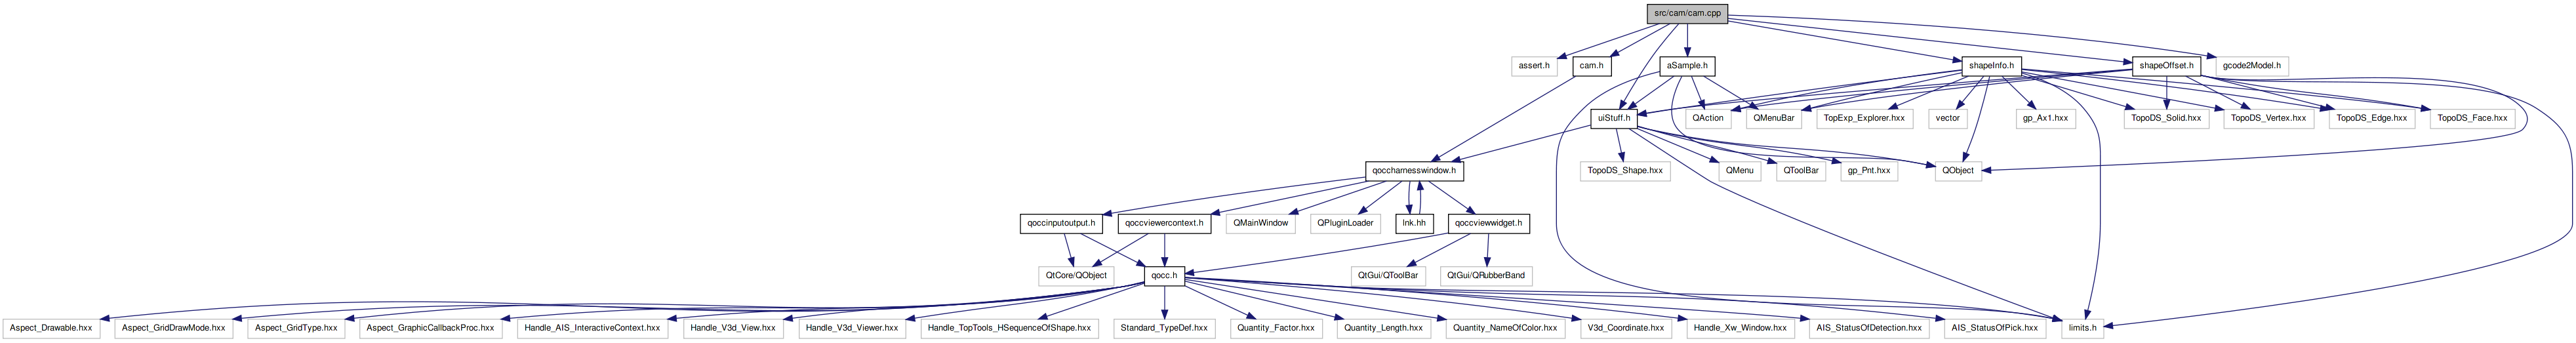 src/cam/cam.cpp
assert.h
cam.h
aSample.h
shapeInfo.h
shapeOffset.h
gcode2Model.h
uiStuff.h
QAction
QMenuBar
TopExp_Explorer.hxx
vector
gp_Ax1.hxx
TopoDS_Solid.hxx
TopoDS_Vertex.hxx
TopoDS_Edge.hxx
TopoDS_Face.hxx
qoccharnesswindow.h
TopoDS_Shape.hxx
QMenu
QToolBar
gp_Pnt.hxx
QObject
qoccinputoutput.h
qoccviewercontext.h
QMainWindow
QPluginLoader
lnk.hh
qoccviewwidget.h
QtCore/QObject
qocc.h
QtGui/QToolBar
QtGui/QRubberBand
Aspect_Drawable.hxx
Aspect_GridDrawMode.hxx
Aspect_GridType.hxx
Aspect_GraphicCallbackProc.hxx
Handle_AIS_InteractiveContext.hxx
Handle_V3d_View.hxx
Handle_V3d_Viewer.hxx
Handle_TopTools_HSequenceOfShape.hxx
Standard_TypeDef.hxx
Quantity_Factor.hxx
Quantity_Length.hxx
Quantity_NameOfColor.hxx
V3d_Coordinate.hxx
Handle_Xw_Window.hxx
AIS_StatusOfDetection.hxx
AIS_StatusOfPick.hxx
limits.h